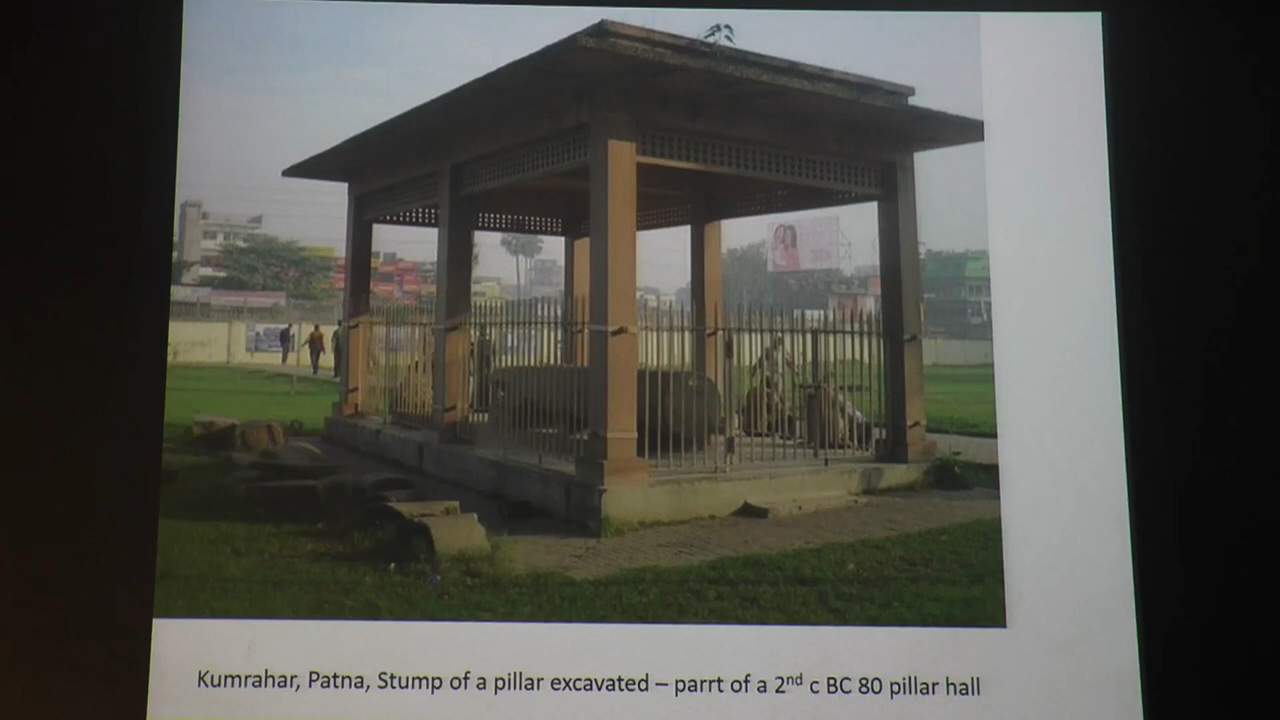 Kumrahar, Patna, Stump of a pillar excavated – parrt of a 2nd c BC 80 pillar hall